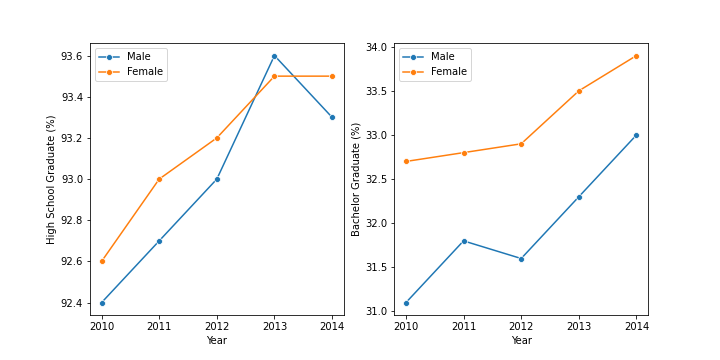 High School Graduate (%)
93.6
93.4
93.2
93.0
92.8
92.6
92.4
Male
Female
2010 2011 2012 2013 2014
Year
Bachelor Graduate (%)
34.0
33.5
33.0
32.5
32.0
31.5
31.0
Male
Female
2010 2011 2012 2013 2014
Year